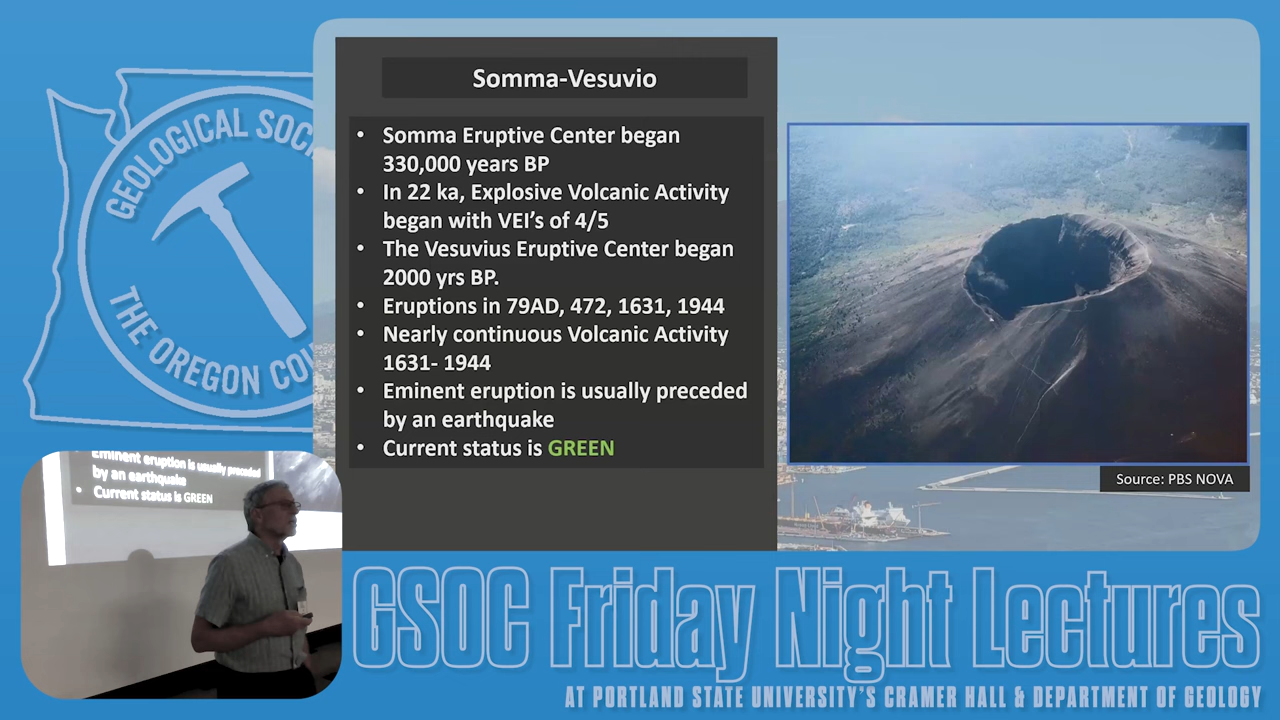 GEOLOGICAL SOCI
THE OREGON COU
Somma-Vesuvio
• Somma Eruptive Center began
330,000 years BP
• In 22 ka, Explosive Volcanic Activity
began with VEI's of 4/5
• The Vesuvius Eruptive Center began
2000 yrs BP.
• Eruptions in 79AD, 472, 1631, 1944
• Nearly continuous Volcanic Activity
1631- 1944
• Eminent eruption is usually preceded
by an earthquake
• Current status is GREEN
Source: PBS NOVA
Eminent eruption is usually preceded
by an earthquake
• Current status is GREEN
GSOC Friday Night Lectures
AT PORTLAND STATE UNIVERSITY'S CRAMER HALL & DEPARTMENT OF GEOLOGY